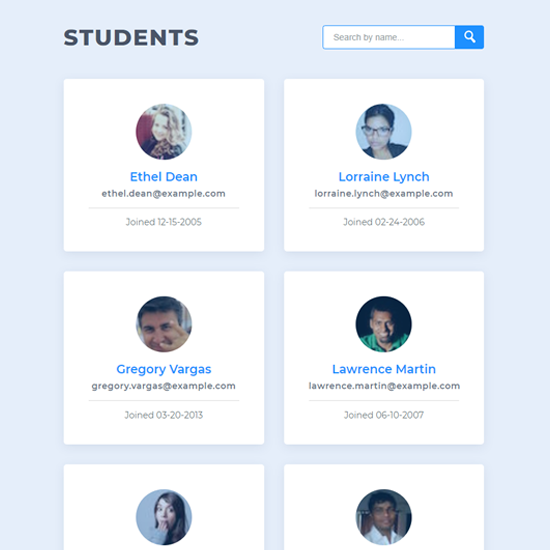 STUDENTS
Search by name...
Ethel Dean
ethel.dean@example.com
Joined 12-15-2005
Lorraine Lynch
lorraine.lynch@example.com
Joined 02-24-2006
Gregory Vargas
gregory.vargas@example.com
Joined 03-20-2013
Lawrence Martin
lawrence.martin@example.com
Joined 06-10-2007